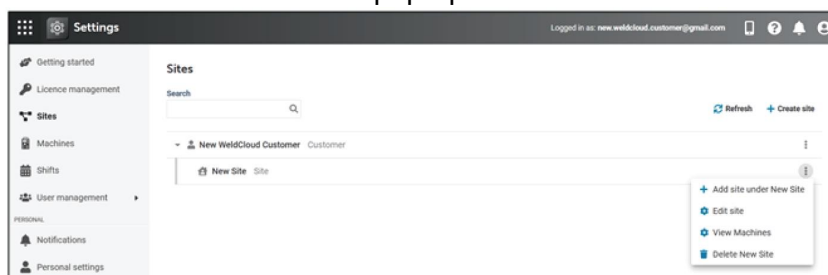 Settings
Logged in as: new.weldcloud.customer@gmail.com
Getting started
Licence management
Sites
Machines
Shifts
User management
PERSONAL
Notifications
Personal settings
Sites
Search
Refresh
Create site
New WeldCloud Customer Customer
New Site Site
Add site under New Site
Edit site
View Machines
Delete New Site